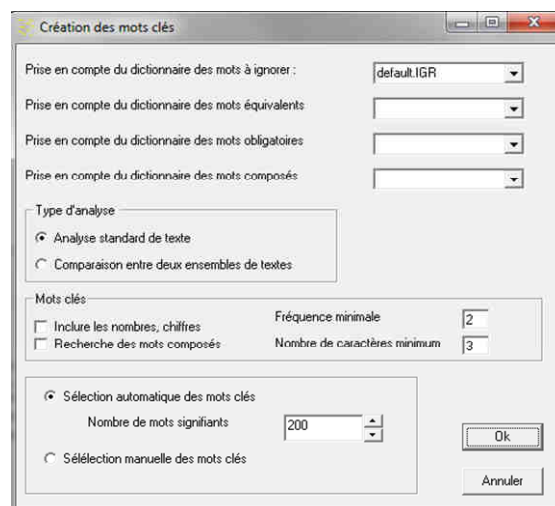 Création des mots clés
Prise en compte du dictionnaire des mots à ignorer : default.IGR
Prise en compte du dictionnaire des mots équivalents
Prise en compte du dictionnaire des mots obligatoires
Prise en compte du dictionnaire des mots composés
Type d'analyse
Analyse standard de texte
Comparaison entre deux ensembles de textes
Mots clés
Inclure les nombres, chiffres
Recherche des mots composés
Fréquence minimale 2
Nombre de caractères minimum 3
Sélection automatique des mots clés
Nombre de mots signifiants 200
Sélélection manuelle des mots clés
Ok
Annuler